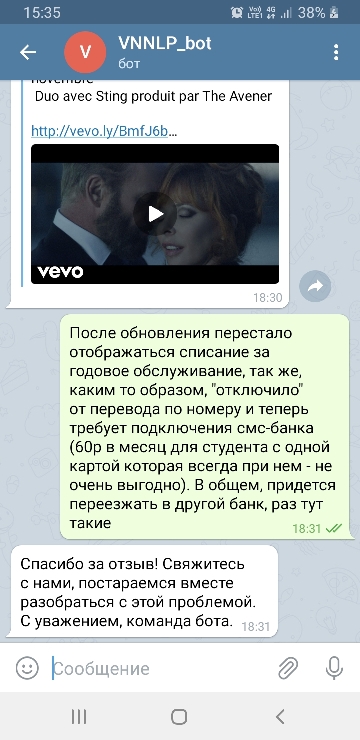 15:35
Vo)) LTE1 4G 38%
VNNLP_bot
V
бот
novembre
Duo avec Sting produit par The Avener
http://vevo.ly/BmfJ6b…
vevo
18:30
После обновления перестало
отображаться списание за
годовое обслуживание, так же,
каким то образом, "отключило"
от перевода по номеру и теперь
требует подключения смс-банка
(60р в месяц для студента с одной
картой которая всегда при нем - не
очень выгодно). В общем, придется
переезжать в другой банк, раз тут
такие
18:31
Спасибо за отзыв! Свяжитесь
с нами, постараемся вместе
разобраться с этой проблемой.
С уважением, команда бота.
18:31
Сообщение